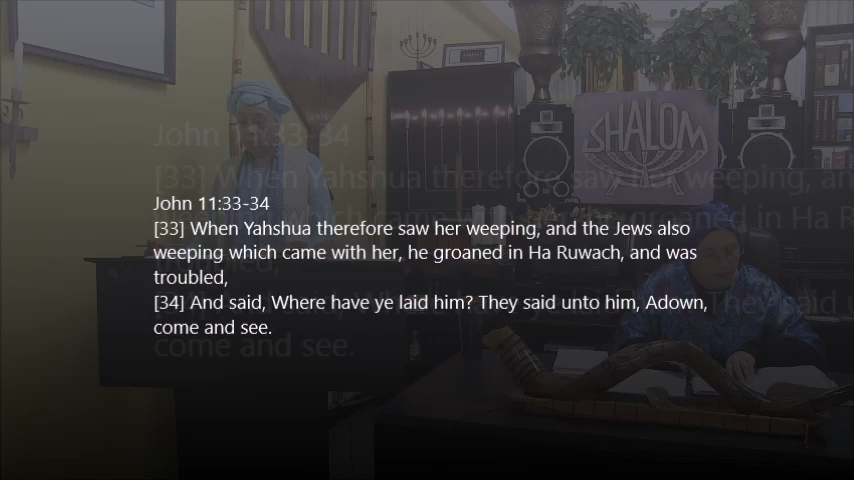 SHALOM
John 11:33-34
[33] When Yahshua therefore saw her weeping, and the Jews also
weeping which came with her, he groaned in Ha Ruwach, and was
troubled,
[34] And said, Where have ye laid him? They said unto him, Adown,
come and see.